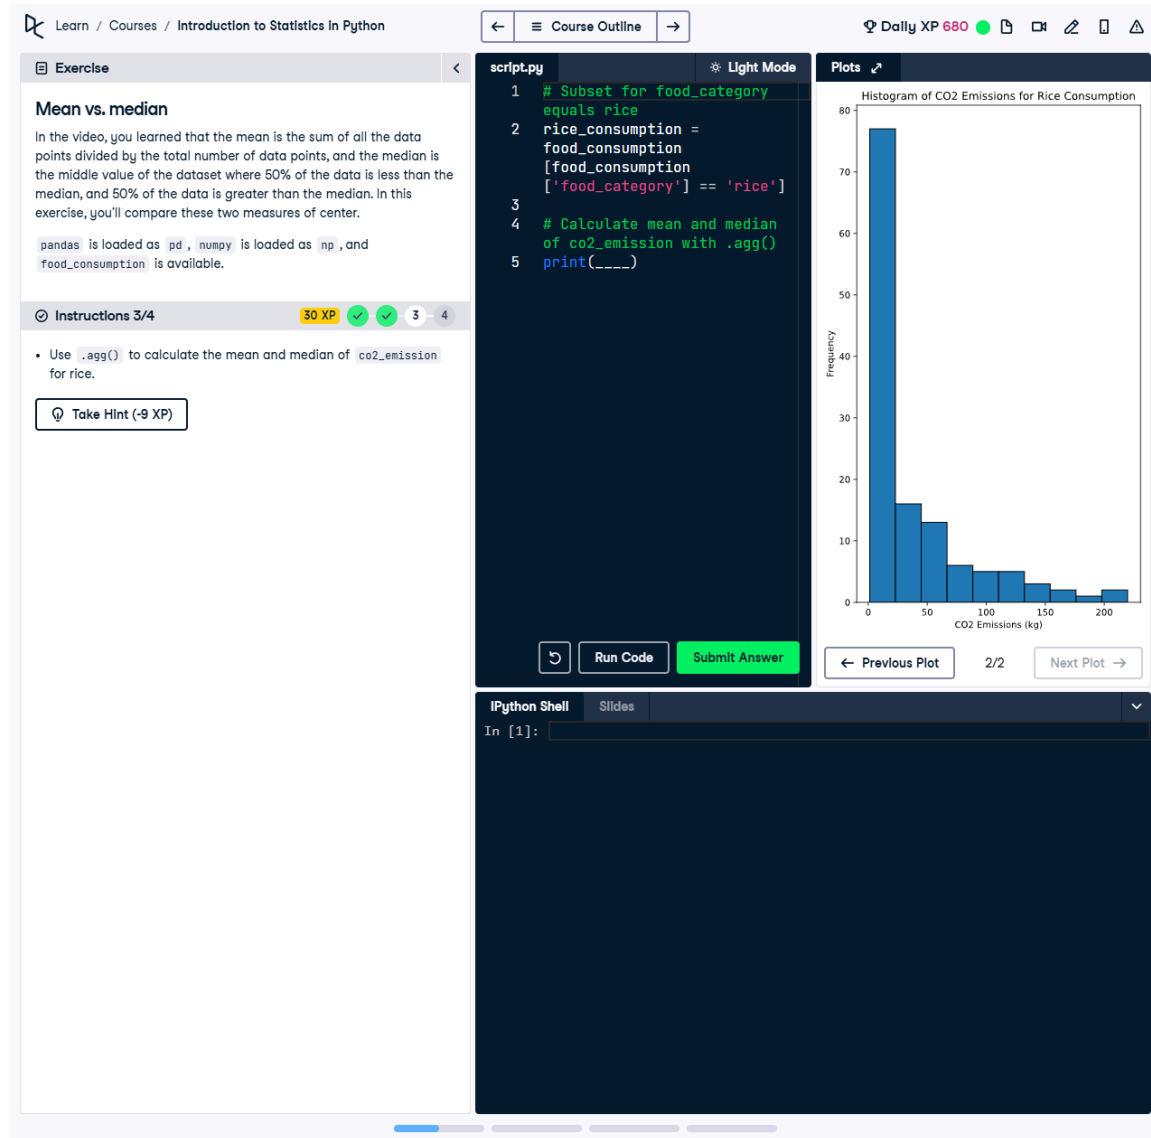 Learn / Courses / Introduction to Statistics in Python
Course Outline
Daily XP 680
Exercise
Mean vs. median
In the video, you learned that the mean is the sum of all the data
points divided by the total number of data points, and the median is
the middle value of the dataset where 50% of the data is less than the
median, and 50% of the data is greater than the median. In this
exercise, you'll compare these two measures of center.
pandas is loaded as pd, numpy is loaded as np, and
food_consumption is available.
Instructions 3/4
30 XP
3
4
• Use .agg() to calculate the mean and median of co2_emission
for rice.
Take Hint (-9 XP)
script.py
Light Mode
1 # Subset for food_category
equals rice
2 rice_consumption =
food_consumption
[food_consumption
['food_category'] == 'rice']
3
4 # Calculate mean and median
of co2_emission with .agg()
5 print(____)
Run Code
Submit Answer
Plots
Histogram of CO2 Emissions for Rice Consumption
80
70
60
50
40
30
20
10
0
Frequency
0 50 100 150 200
CO2 Emissions (kg)
Previous Plot
2/2
Next Plot
IPython Shell
Slides
In [1]: